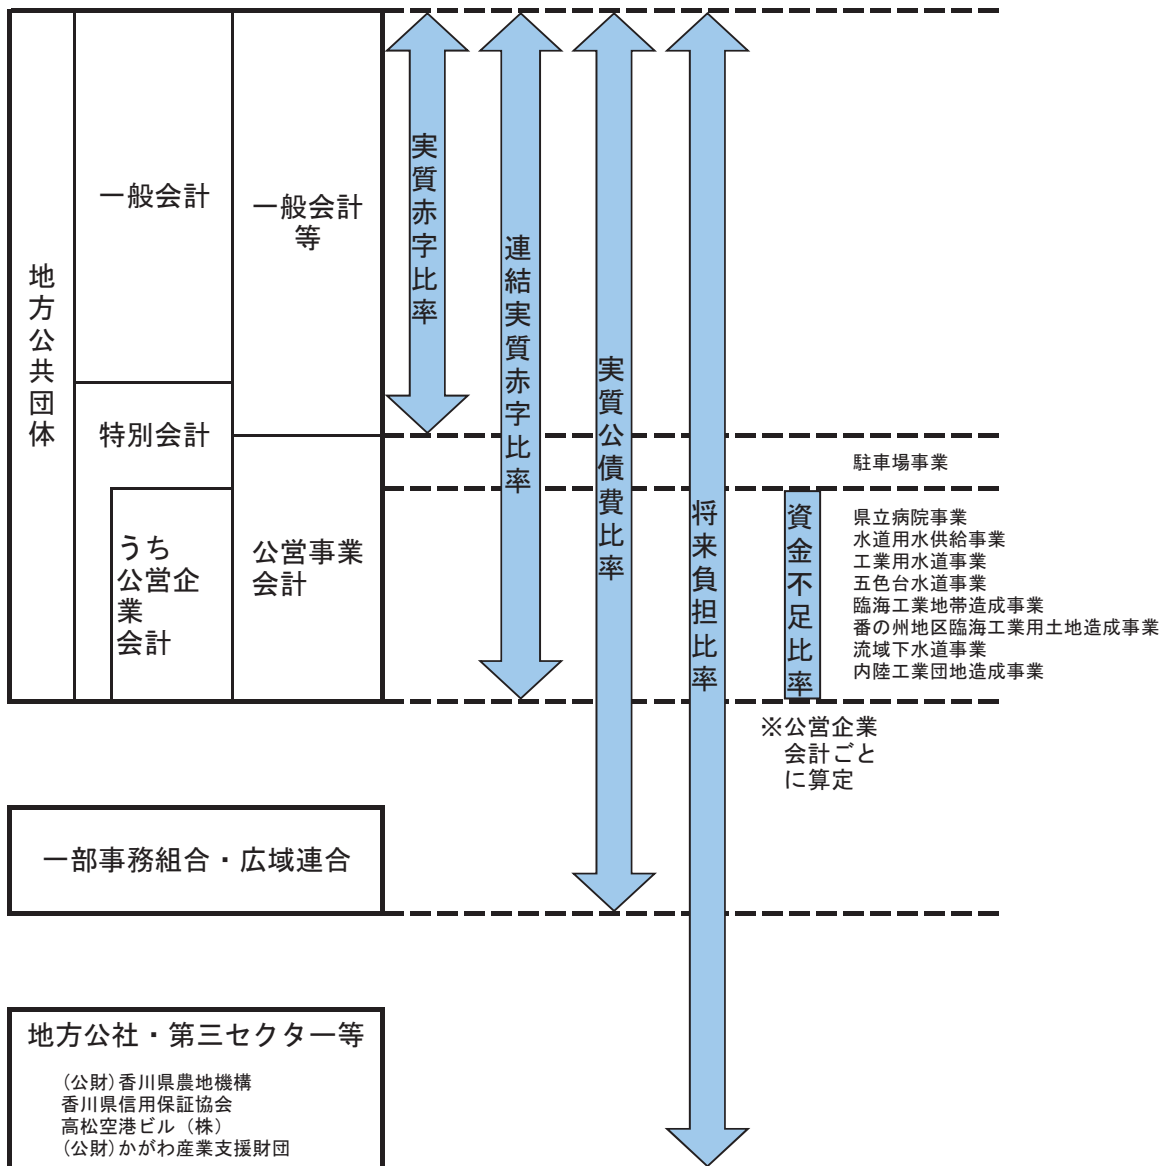 地方公共団体
一般会計
特別会計
うち
公営企
業
会計
一般会計
等
公営事業
会計
実質赤字比率
連結実質赤字比率
実質公債費比率
将来負担比率
資金不足比率
駐車場事業
県立病院事業
水道用水供給事業
工業用水道事業
五色台水道事業
臨海工業地帯造成事業
番の州地区臨海工業用土地造成事業
流域下水道事業
内陸工業団地造成事業
※公営企業
会計ごと
に算定
一部事務組合・広域連合
地方公社・第三セクター等
(公財)香川県農地機構
香川県信用保証協会
高松空港ビル（株）
(公財)かがわ産業支援財団